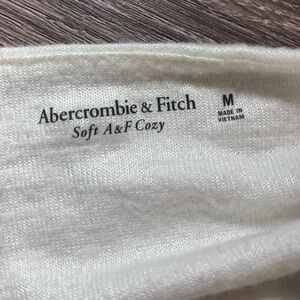 Abercrombie & Fitch
Soft A&F Cozy
M
MADE IN
VIETNAM